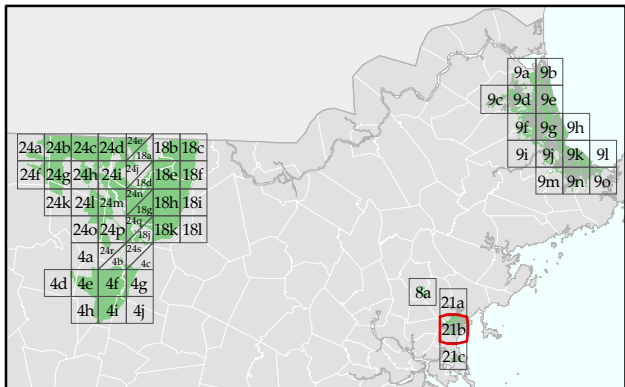 9a 9b
9c 9d 9e
9f 9g 9h
9i 9j 9k 9l
9m 9n 9o
24a 24b 24c 24d 24e 18a 18b 18c
24f 24g 24h 24i 24j 18d 18e 18f
24k 24l 24m 24n 18g 18h 18i
24o 24p 24q 18j 18k 18l
4a 24r 4b 24s 4c
4d 4e 4f 4g
4h 4i 4j
8a
21a
21b
21c